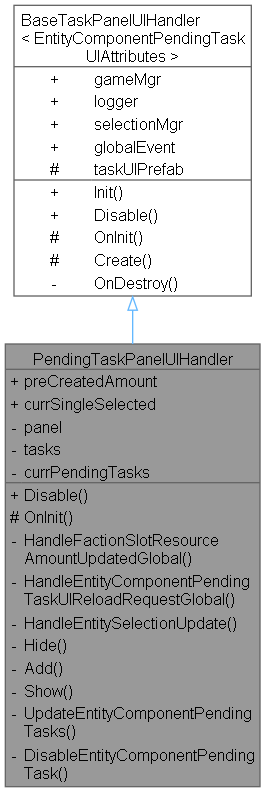 BaseTaskPanelUIHandler
< EntityComponentPendingTask
UIAttributes >
+ gameMgr
+ logger
+ selectionMgr
+ globalEvent
# taskUIPrefab
+ Init()
+ Disable()
# OnInit()
# Create()
- OnDestroy()
PendingTaskPanelUIHandler
+ preCreatedAmount
+ currSingleSelected
- panel
- tasks
- currPendingTasks
+ Disable()
# OnInit()
- HandleFactionSlotResource
AmountUpdatedGlobal()
- HandleEntityComponentPending
TaskUIReloadRequestGlobal()
- HandleEntitySelectionUpdate()
- Hide()
- Add()
- Show()
- UpdateEntityComponentPending
Tasks()
- DisableEntityComponentPending
Task()